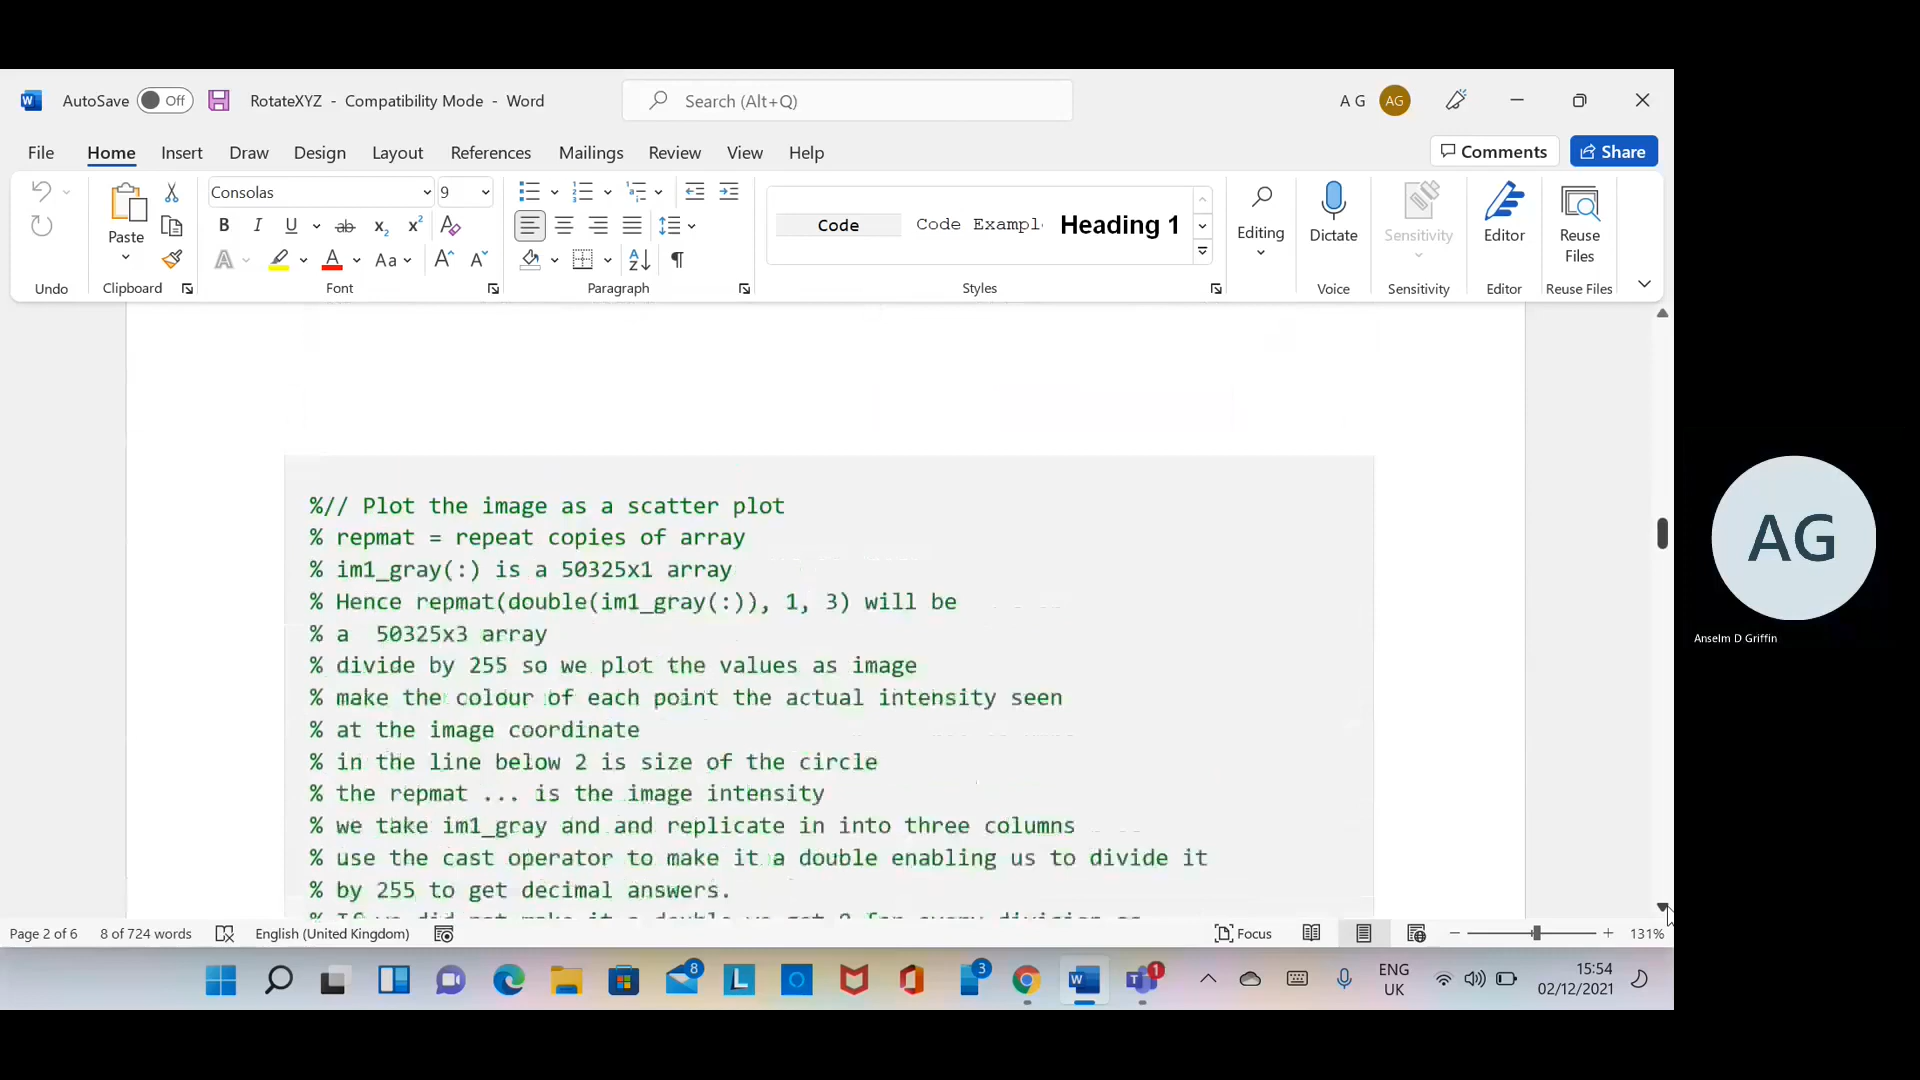 AutoSave Off RotateXYZ - Compatibility Mode - Word
Search (Alt+Q)
A G AG
File Home Insert Draw Design Layout References Mailings Review View Help
Comments Share
Paste
Consolas 9
B I U ab x₂ x² A
A A Aa A A
Code Code Exampl Heading 1
Editing
Dictate
Sensitivity
Editor
Reuse
Files
Undo Clipboard Font Paragraph Styles Voice Sensitivity Editor Reuse Files
%// Plot the image as a scatter plot
% repmat = repeat copies of array
% im1_gray(:) is a 50325x1 array
% Hence repmat(double(im1_gray(:)), 1, 3) will be
% a  50325x3 array
% divide by 255 so we plot the values as image
% make the colour of each point the actual intensity seen
% at the image coordinate
% in the line below 2 is size of the circle
% the repmat ... is the image intensity
% we take im1_gray and and replicate in into three columns
% use the cast operator to make it a double enabling us to divide it
% by 255 to get decimal answers.
AG
Anselm D Griffin
Page 2 of 6 8 of 724 words English (United Kingdom) Focus 131%
8 3 1
ENG
UK
15:54
02/12/2021